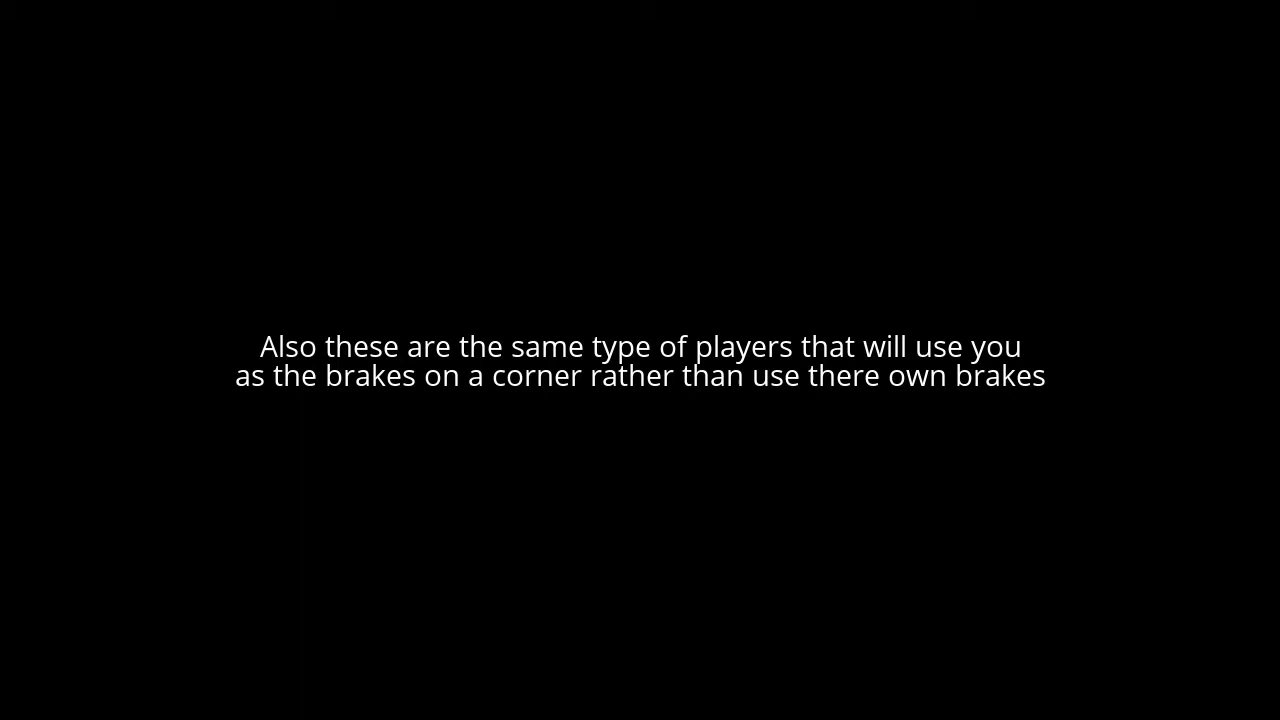 Also these are the same type of players that will use you
as the brakes on a corner rather than use there own brakes